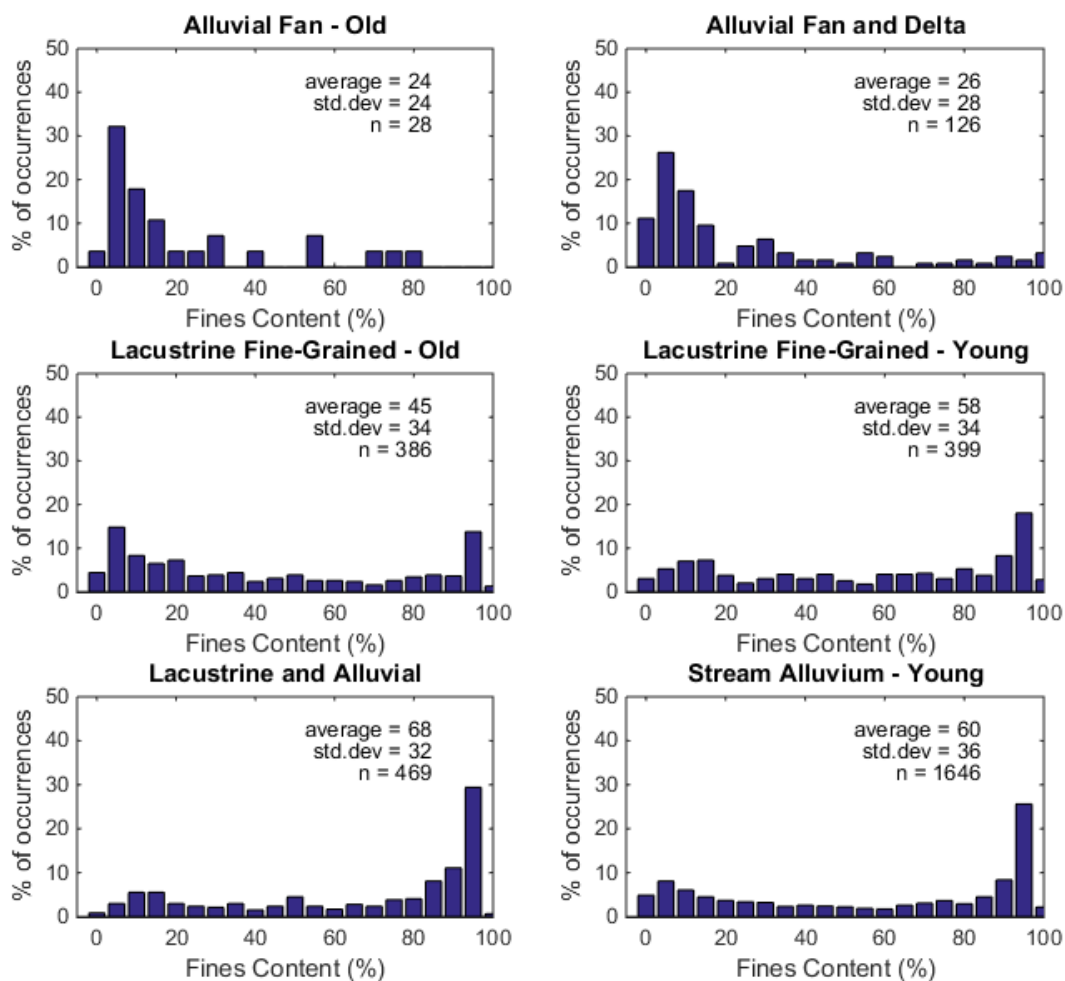 Alluvial Fan - Old
50
40
30
20
10
0
% of occurrences
average = 24
std.dev = 24
n = 28
0 20 40 60 80 100
Fines Content (%)
Alluvial Fan and Delta
50
40
30
20
10
0
% of occurrences
average = 26
std.dev = 28
n = 126
0 20 40 60 80 100
Fines Content (%)
Lacustrine Fine-Grained - Old
50
40
30
20
10
0
% of occurrences
average = 45
std.dev = 34
n = 386
0 20 40 60 80 100
Fines Content (%)
Lacustrine Fine-Grained - Young
50
40
30
20
10
0
% of occurrences
average = 58
std.dev = 34
n = 399
0 20 40 60 80 100
Fines Content (%)
Lacustrine and Alluvial
50
40
30
20
10
0
% of occurrences
average = 68
std.dev = 32
n = 469
0 20 40 60 80 100
Fines Content (%)
Stream Alluvium - Young
50
40
30
20
10
0
% of occurrences
average = 60
std.dev = 36
n = 1646
0 20 40 60 80 100
Fines Content (%)